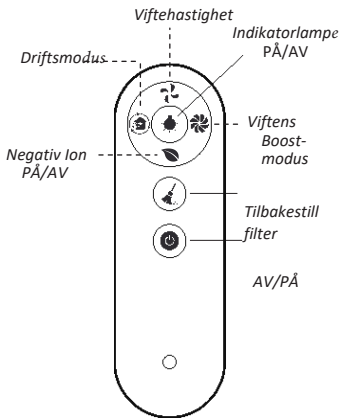 Viftehastighet
Indikatorlampe
PÅ/AV
Driftsmodus
Viftens
Boost-
modus
Negativ Ion
PÅ/AV
Tilbakestill
filter
AV/PÅ